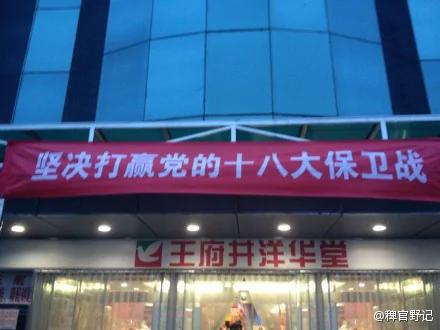 坚决打赢党的十八大保卫战
王府井洋华堂
@稗官野记